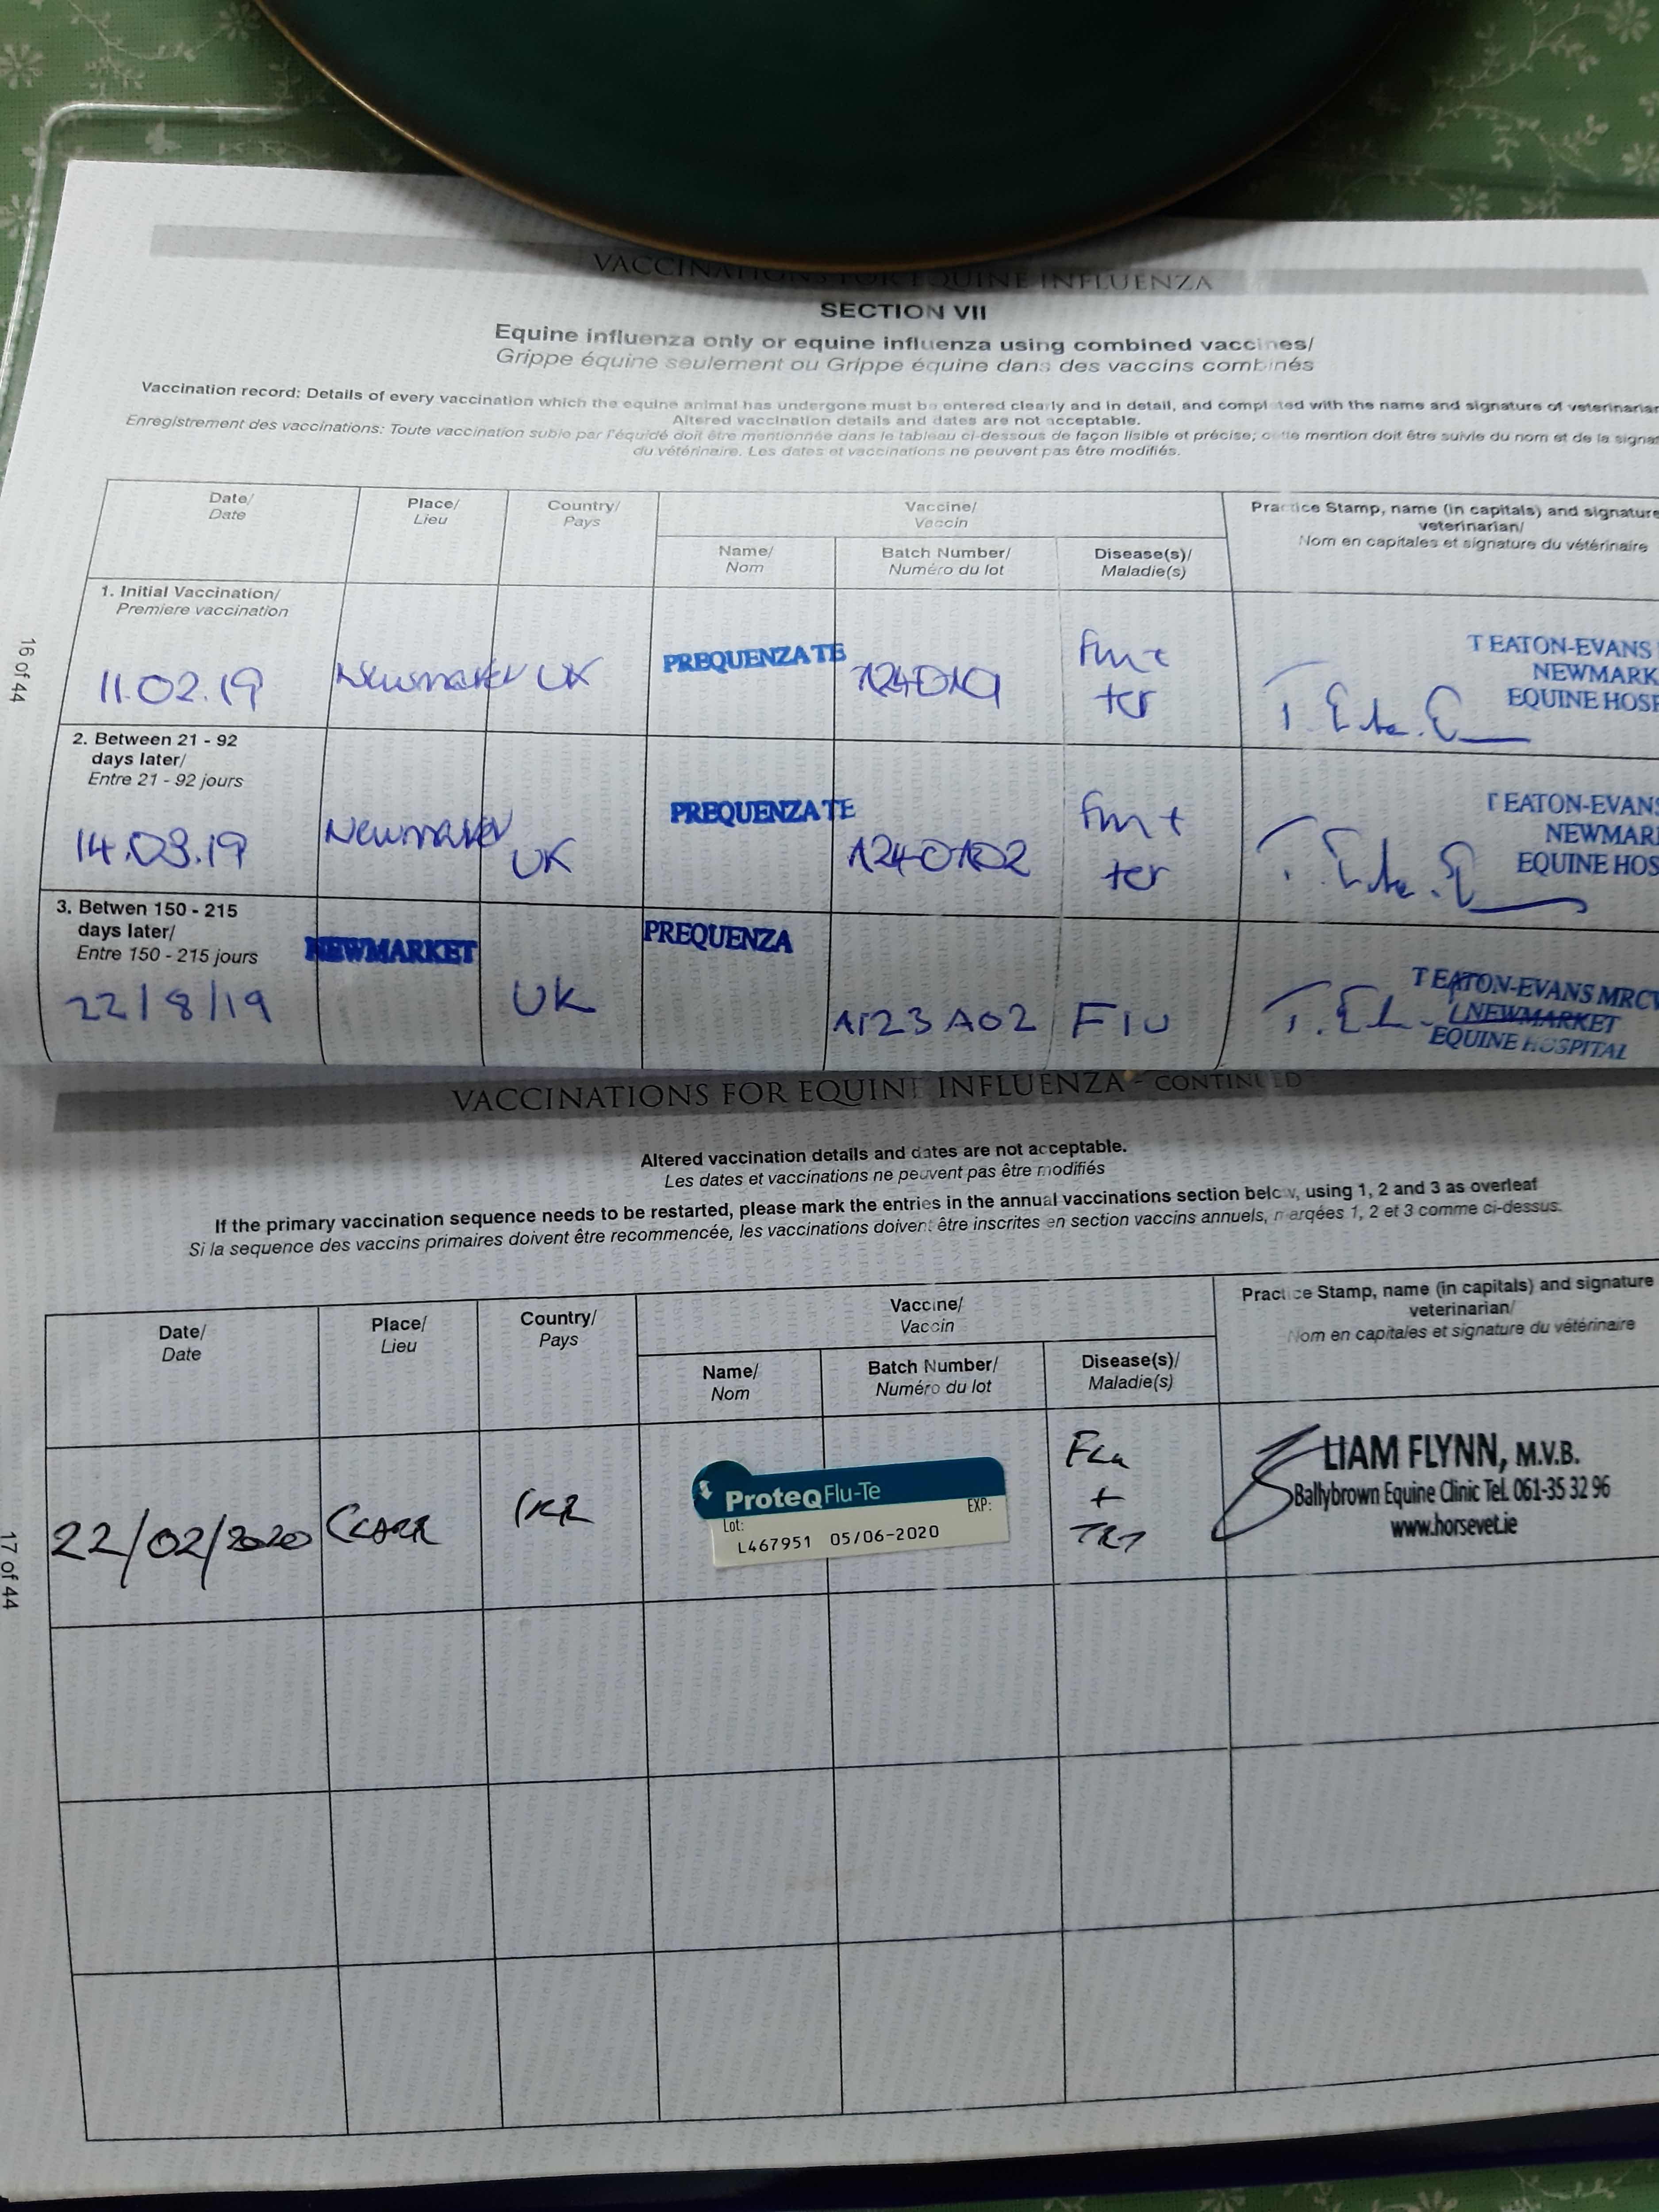 VACCINATIONS FOR EQUINE INFLUENZA
SECTION VII
Equine influenza only or equine influenza using combined vaccines/
Grippe équine seulement ou Grippe équine dans des vaccins combinés
Vaccination record: Details of every vaccination which the equine animal has undergone must be entered clearly and in detail, and completed with the name and signature of veterinarian
Altered vaccination details and dates are not acceptable.
Enregistrement des vaccinations: Toute vaccination subie par l'équidé doit être mentionnée dans le tableau ci-dessous de façon lisible et précise; cette mention doit être suivie du nom et de la
du vétérinaire. Les dates et vaccinations ne peuvent pas être modifiés.
Date/
Date
Place/
Lieu
Country/
Pays
Vaccine/
Vaccin
Name/
Nom
Batch Number/
Numéro du lot
Disease(s)/
Maladie(s)
Practice Stamp, name (in capitals) and signature
veterinarian/
Nom en capitales et signature du vétérinaire
1. Initial Vaccination/
Premiere vaccination
11.02.19
Newmarket
UK
PREQUENZA TE
T EATON-EVANS
NEWMARK
EQUINE HOSP
2. Between 21 - 92
days later/
Entre 21 - 92 jours
14.03.19
Newmarket
UK
PREQUENZA TE
T EATON-EVANS
NEWMAR
EQUINE HOS
3. Betwen 150 - 215
days later/
Entre 150 - 215 jours
22/8/19
NEWMARKET
UK
PREQUENZA
A123A02
Flu
T EATON-EVANS MRCV
NEWMARKET
EQUINE HOSPITAL
16 of 44
VACCINATIONS FOR EQUINE INFLUENZA - CONTINUED
Altered vaccination details and dates are not acceptable.
Les dates et vaccinations ne peuvent pas être modifiés
If the primary vaccination sequence needs to be restarted, please mark the entries in the annual vaccinations section below, using 1, 2 and 3 as overleaf
Si la sequence des vaccins primaires doivent être recommencée, les vaccinations doivent être inscrites en section vaccins annuels, marqées 1, 2 et 3 comme ci-dessus.
Date/
Date
Place/
Lieu
Country/
Pays
Vaccine/
Vaccin
Name/
Nom
Batch Number/
Numéro du lot
Disease(s)/
Maladie(s)
Practice Stamp, name (in capitals) and signature
veterinarian/
Nom en capitales et signature du vétérinaire
22/02/2020
CLARE
IRE
ProteqFlu-Te
Lot:
EXP:
L467951 05/06-2020
FLu
+
TET
LIAM FLYNN, M.V.B.
Ballybrown Equine Clinic Tel. 061-35 32 96
www.horsevet.ie
17 of 44